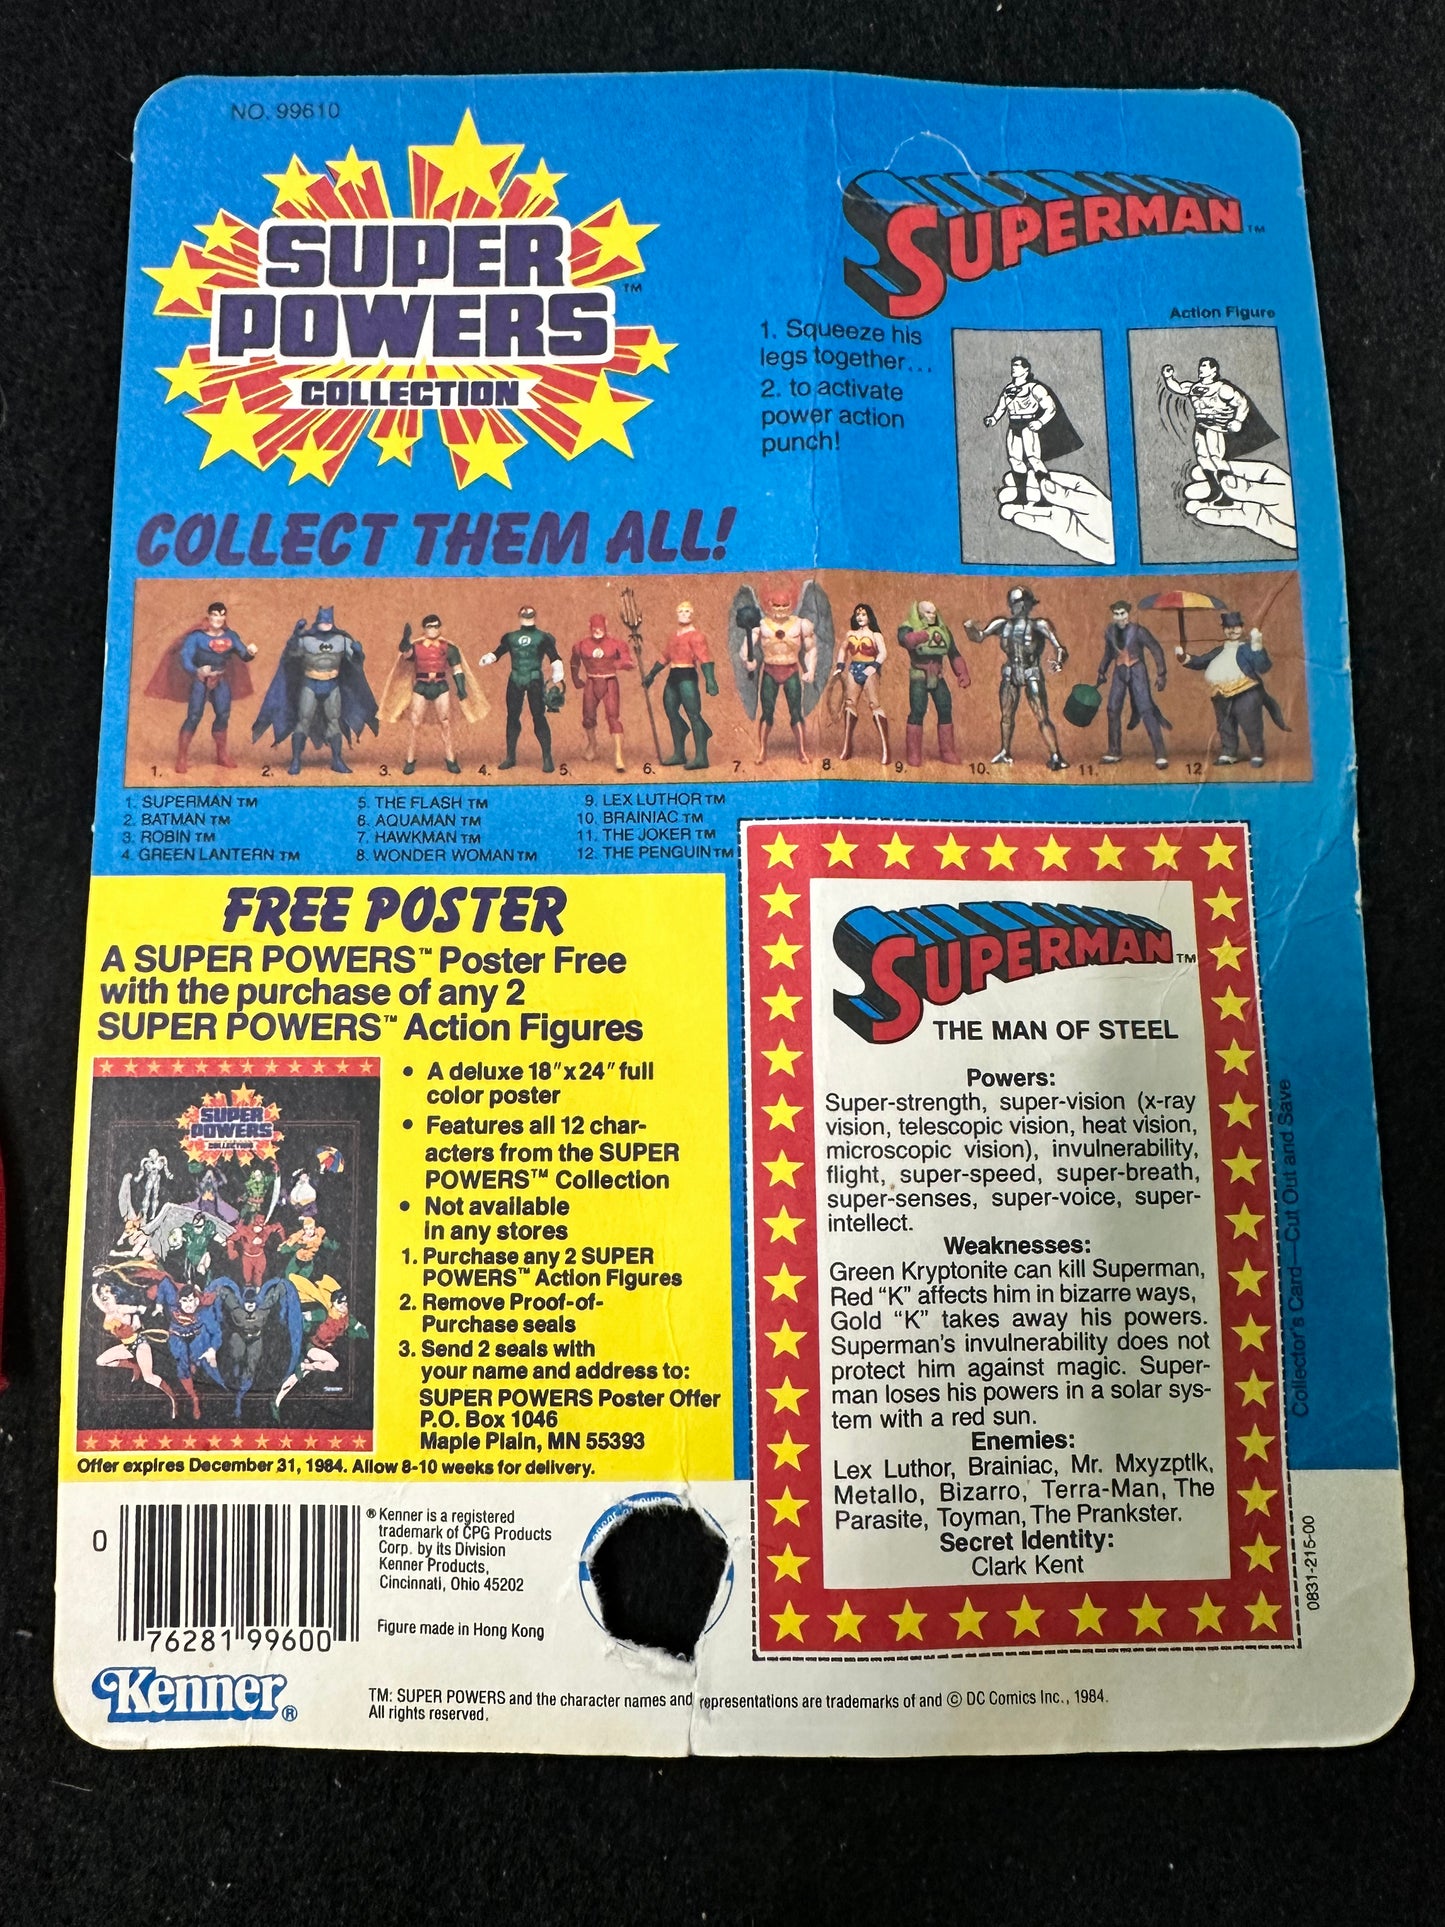 NO. 99610
SUPER
POWERS™
COLLECTION
SUPERMAN™
Action Figure
1. Squeeze his
legs together...
2. to activate
power action
punch!
COLLECT THEM ALL!
1. 2. 3. 4. 5. 6. 7. 8. 9. 10. 11. 12.
1. SUPERMAN TM
2. BATMAN TM
3. ROBIN TM
4. GREEN LANTERN TM
5. THE FLASH TM
6. AQUAMAN TM
7. HAWKMAN TM
8. WONDER WOMAN TM
9. LEX LUTHOR TM
10. BRAINIAC TM
11. THE JOKER TM
12. THE PENGUIN TM
FREE POSTER
A SUPER POWERS™ Poster Free
with the purchase of any 2
SUPER POWERS™ Action Figures
SUPER
POWERS
COLLECTION
• A deluxe 18" x 24" full
color poster
• Features all 12 char-
acters from the SUPER
POWERS™ Collection
• Not available
in any stores
1. Purchase any 2 SUPER
POWERS™ Action Figures
2. Remove Proof-of-
Purchase seals
3. Send 2 seals with
your name and address to:
SUPER POWERS Poster Offer
P.O. Box 1046
Maple Plain, MN 55393
Offer expires December 31, 1984. Allow 8-10 weeks for delivery.
SUPERMAN™
THE MAN OF STEEL
Powers:
Super-strength, super-vision (x-ray
vision, telescopic vision, heat vision,
microscopic vision), invulnerability,
flight, super-speed, super-breath,
super-senses, super-voice, super-
intellect.
Weaknesses:
Green Kryptonite can kill Superman,
Red "K" affects him in bizarre ways,
Gold "K" takes away his powers.
Superman's invulnerability does not
protect him against magic. Super-
man loses his powers in a solar sys-
tem with a red sun.
Enemies:
Lex Luthor, Brainiac, Mr. Mxyzptlk,
Metallo, Bizarro, Terra-Man, The
Parasite, Toyman, The Prankster.
Secret Identity:
Clark Kent
Collector's Card—Cut Out and Save
0831-215-00
0 76281 99600
® Kenner is a registered
trademark of CPG Products
Corp. by its Division
Kenner Products,
Cincinnati, Ohio 45202
Figure made in Hong Kong
Kenner®
TM: SUPER POWERS and the character names and representations are trademarks of and © DC Comics Inc., 1984.
All rights reserved.